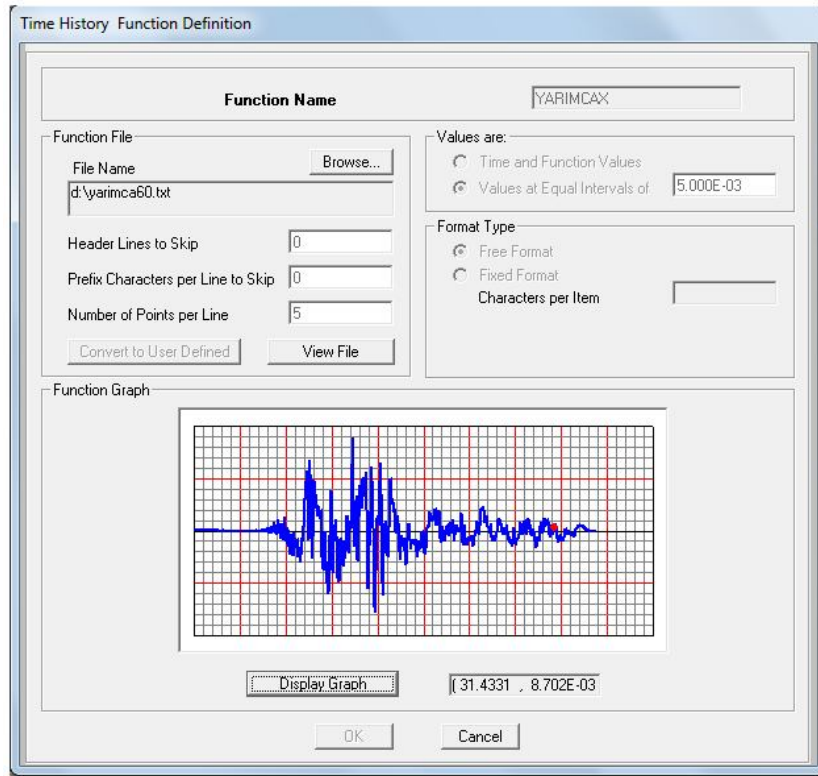 Time History Function Definition
Function Name
YARIMCAX
Function File
File Name
Browse...
d:\yarimca60.txt
Header Lines to Skip
0
Prefix Characters per Line to Skip
0
Number of Points per Line
5
Convert to User Defined
View File
Values are:
Time and Function Values
Values at Equal Intervals of
5.000E-03
Format Type
Free Format
Fixed Format
Characters per Item
Function Graph
Display Graph
( 31.4331 , 8.702E-03
OK
Cancel